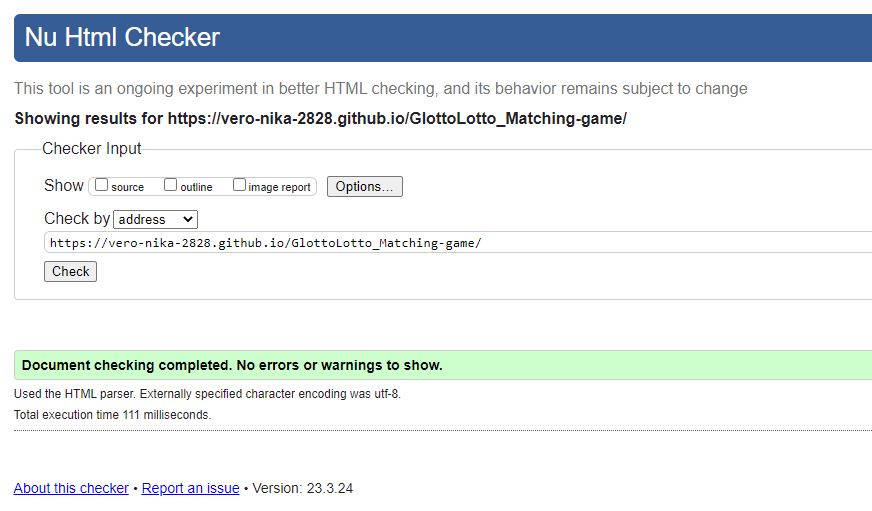 Nu Html Checker
This tool is an ongoing experiment in better HTML checking, and its behavior remains subject to change
Showing results for https://vero-nika-2828.github.io/GlottoLotto_Matching-game/
Checker Input
Show source outline image report Options...
Check by address
https://vero-nika-2828.github.io/GlottoLotto_Matching-game/
Check
Document checking completed. No errors or warnings to show.
Used the HTML parser. Externally specified character encoding was utf-8.
Total execution time 111 milliseconds.
About this checker • Report an issue • Version: 23.3.24